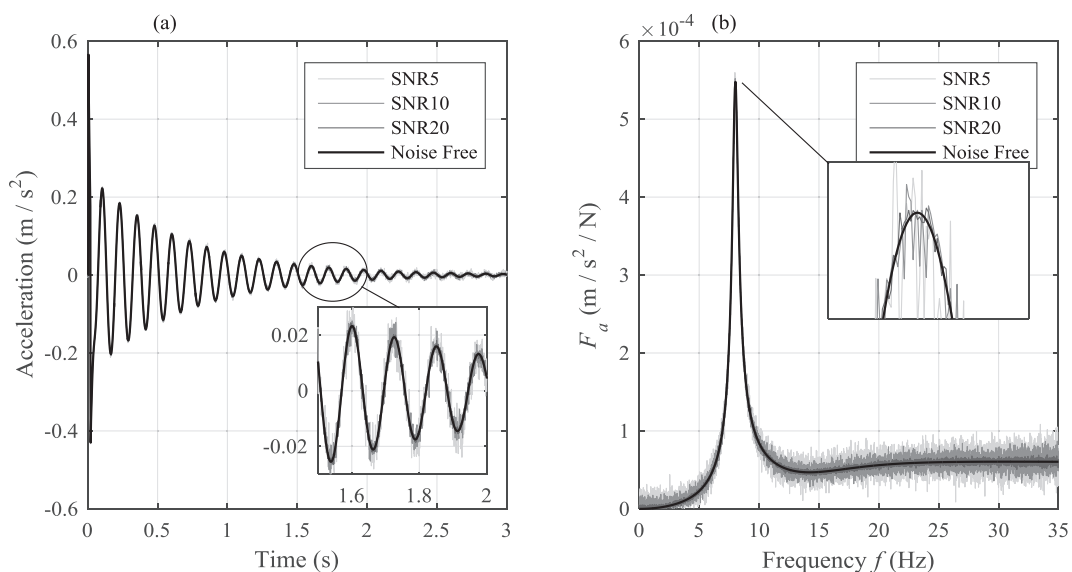 (a)
0.6
0.4
0.2
0
-0.2
-0.4
-0.6
Acceleration (m / s²)
SNR5
SNR10
SNR20
Noise Free
0.02
0
-0.02
1.6 1.8 2
0 0.5 1 1.5 2 2.5 3
Time (s)
×10⁻⁴ (b)
6
5
4
3
2
1
0
Fₐ (m / s² / N)
SNR5
SNR10
SNR20
Noise Free
0 5 10 15 20 25 30 35
Frequency f (Hz)